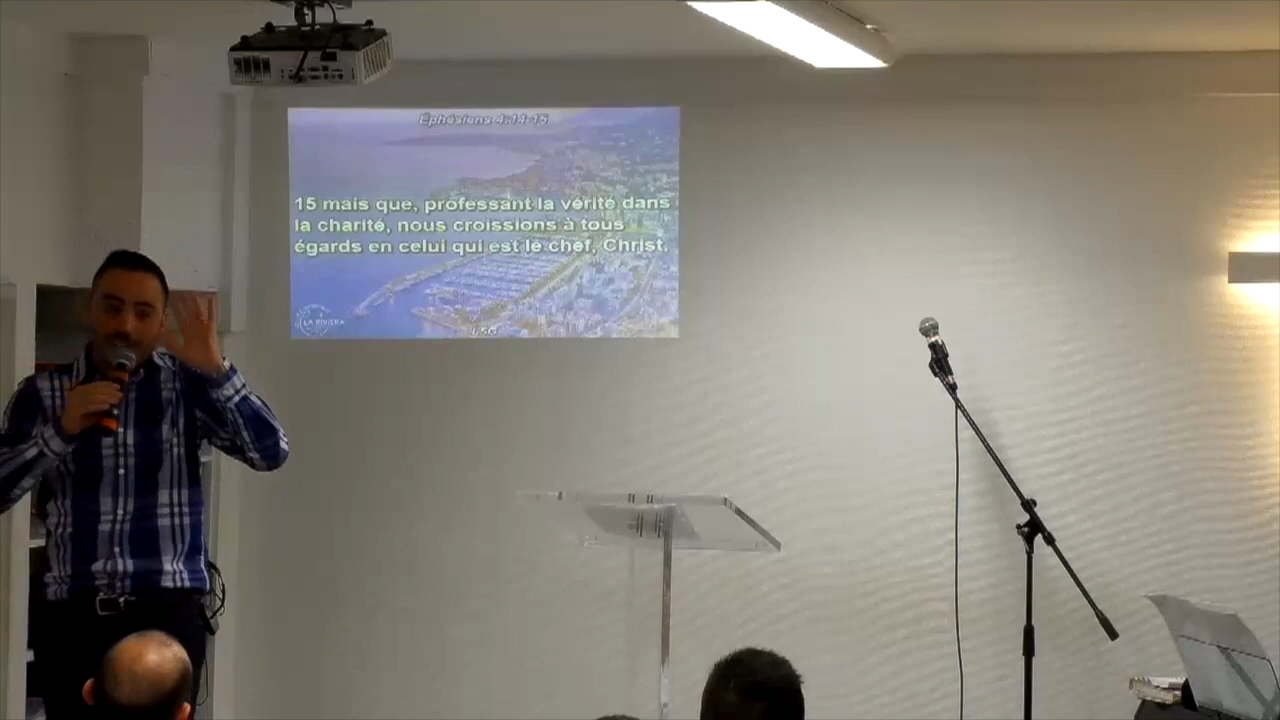 Éphésiens 4:14-15
15 mais que, professant la vérité dans
la charité, nous croissions à tous
égards en celui qui est le chef, Christ.
LA RIVIERA
LSG